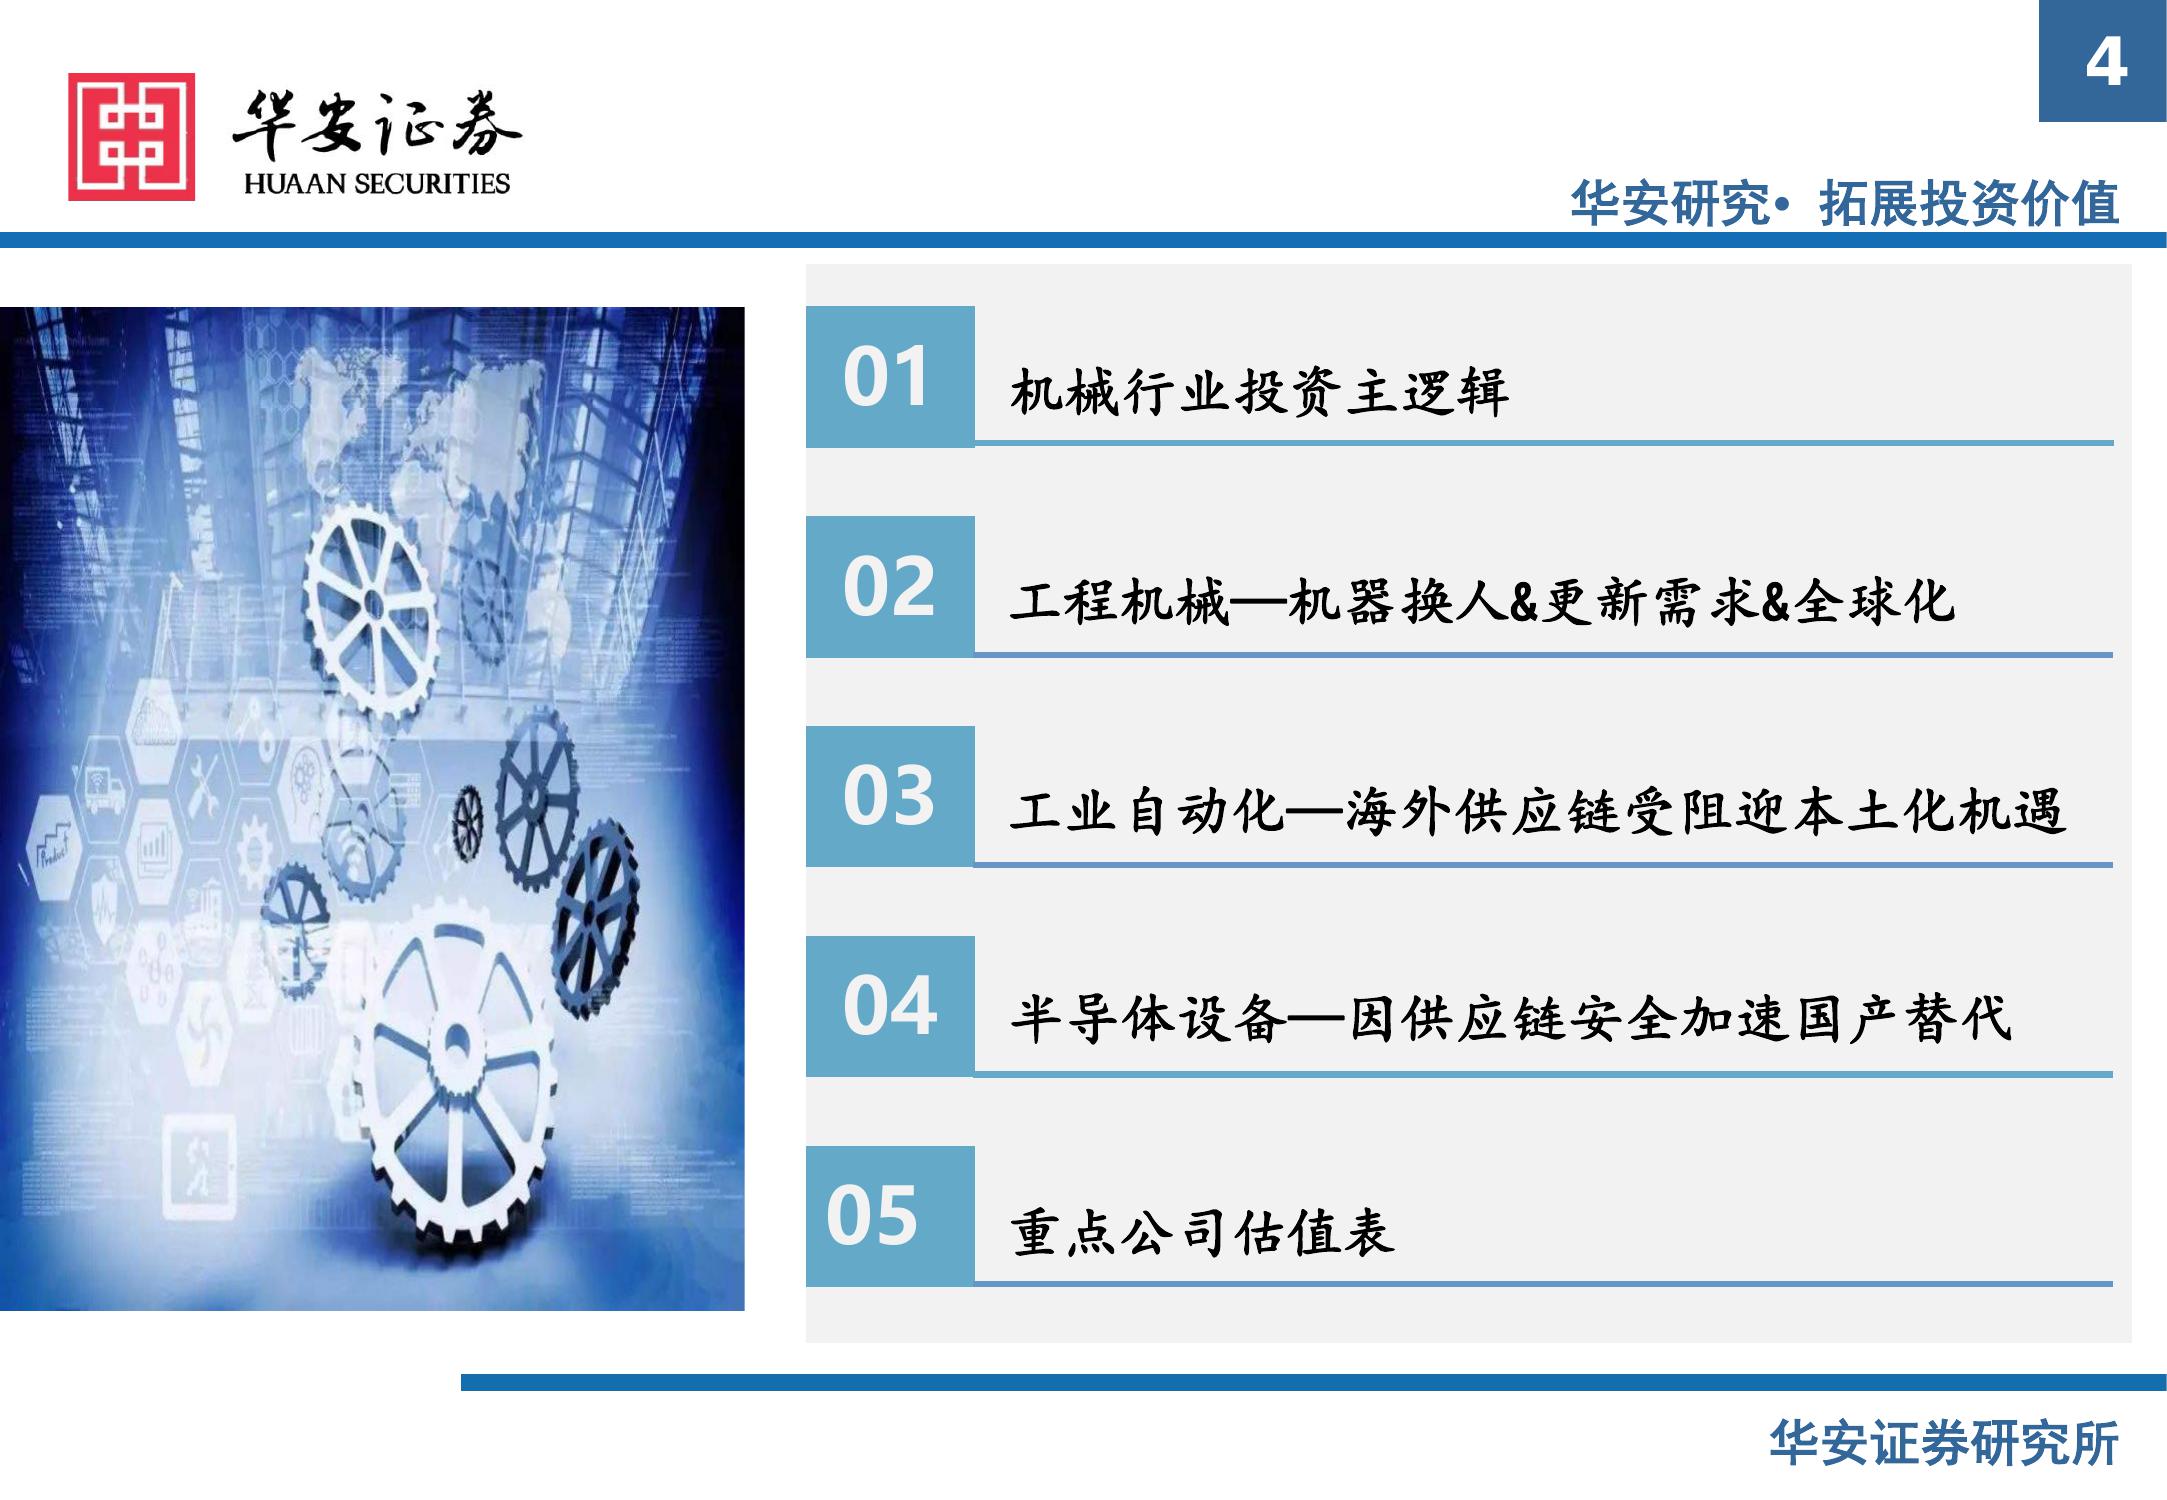 4
华安证券
HUAAN SECURITIES
华安研究• 拓展投资价值
01 机械行业投资主逻辑
02 工程机械—机器换人&更新需求&全球化
03 工业自动化—海外供应链受阻迎本土化机遇
04 半导体设备—因供应链安全加速国产替代
05 重点公司估值表
Product
华安证券研究所